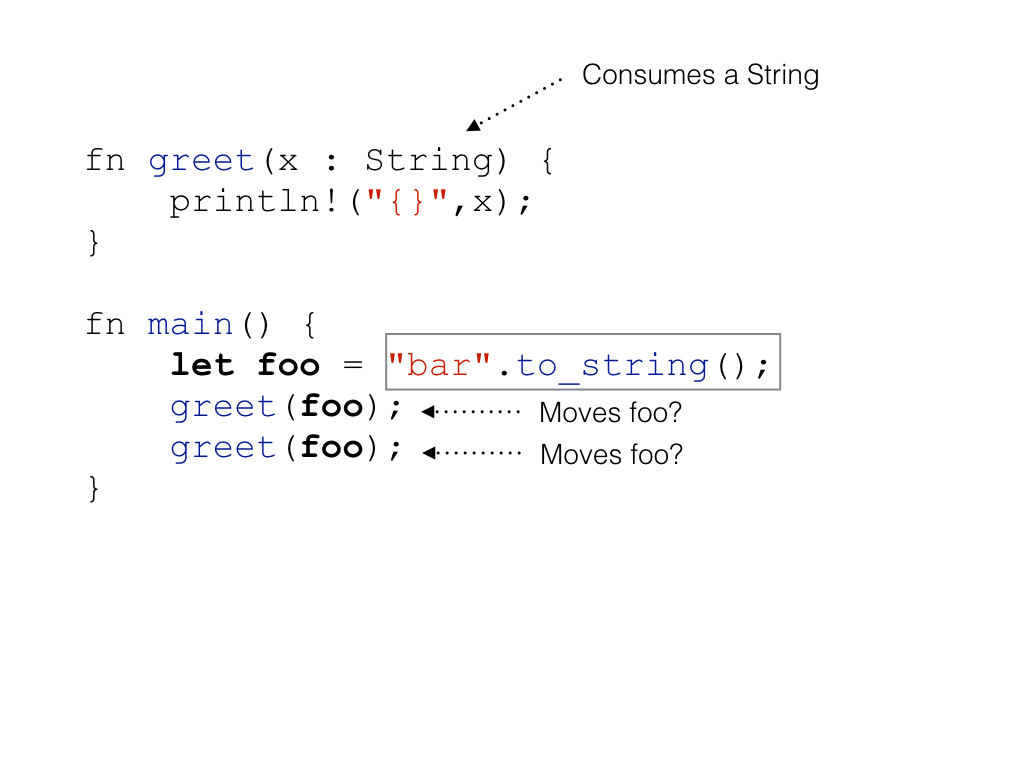 Consumes a String
fn greet(x : String) {
println!("{}",x);
}
fn main() {
let foo = "bar".to_string();
greet(foo); Moves foo?
greet(foo); Moves foo?
}